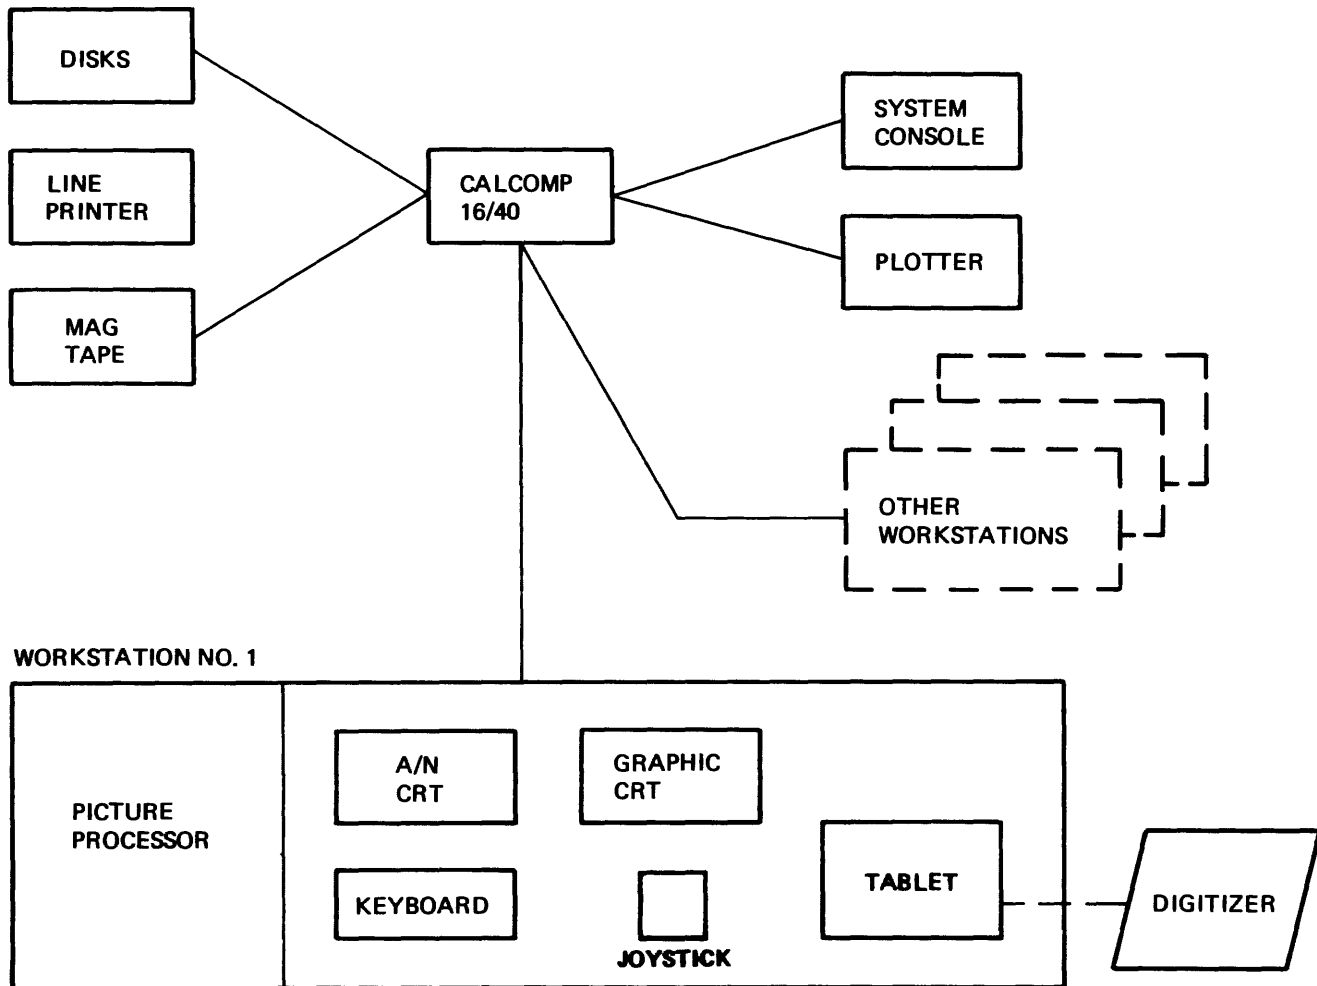 DISKS
LINE
PRINTER
MAG
TAPE
CALCOMP
16/40
SYSTEM
CONSOLE
PLOTTER
OTHER
WORKSTATIONS
WORKSTATION NO. 1
PICTURE
PROCESSOR
A/N
CRT
GRAPHIC
CRT
KEYBOARD
JOYSTICK
TABLET
DIGITIZER